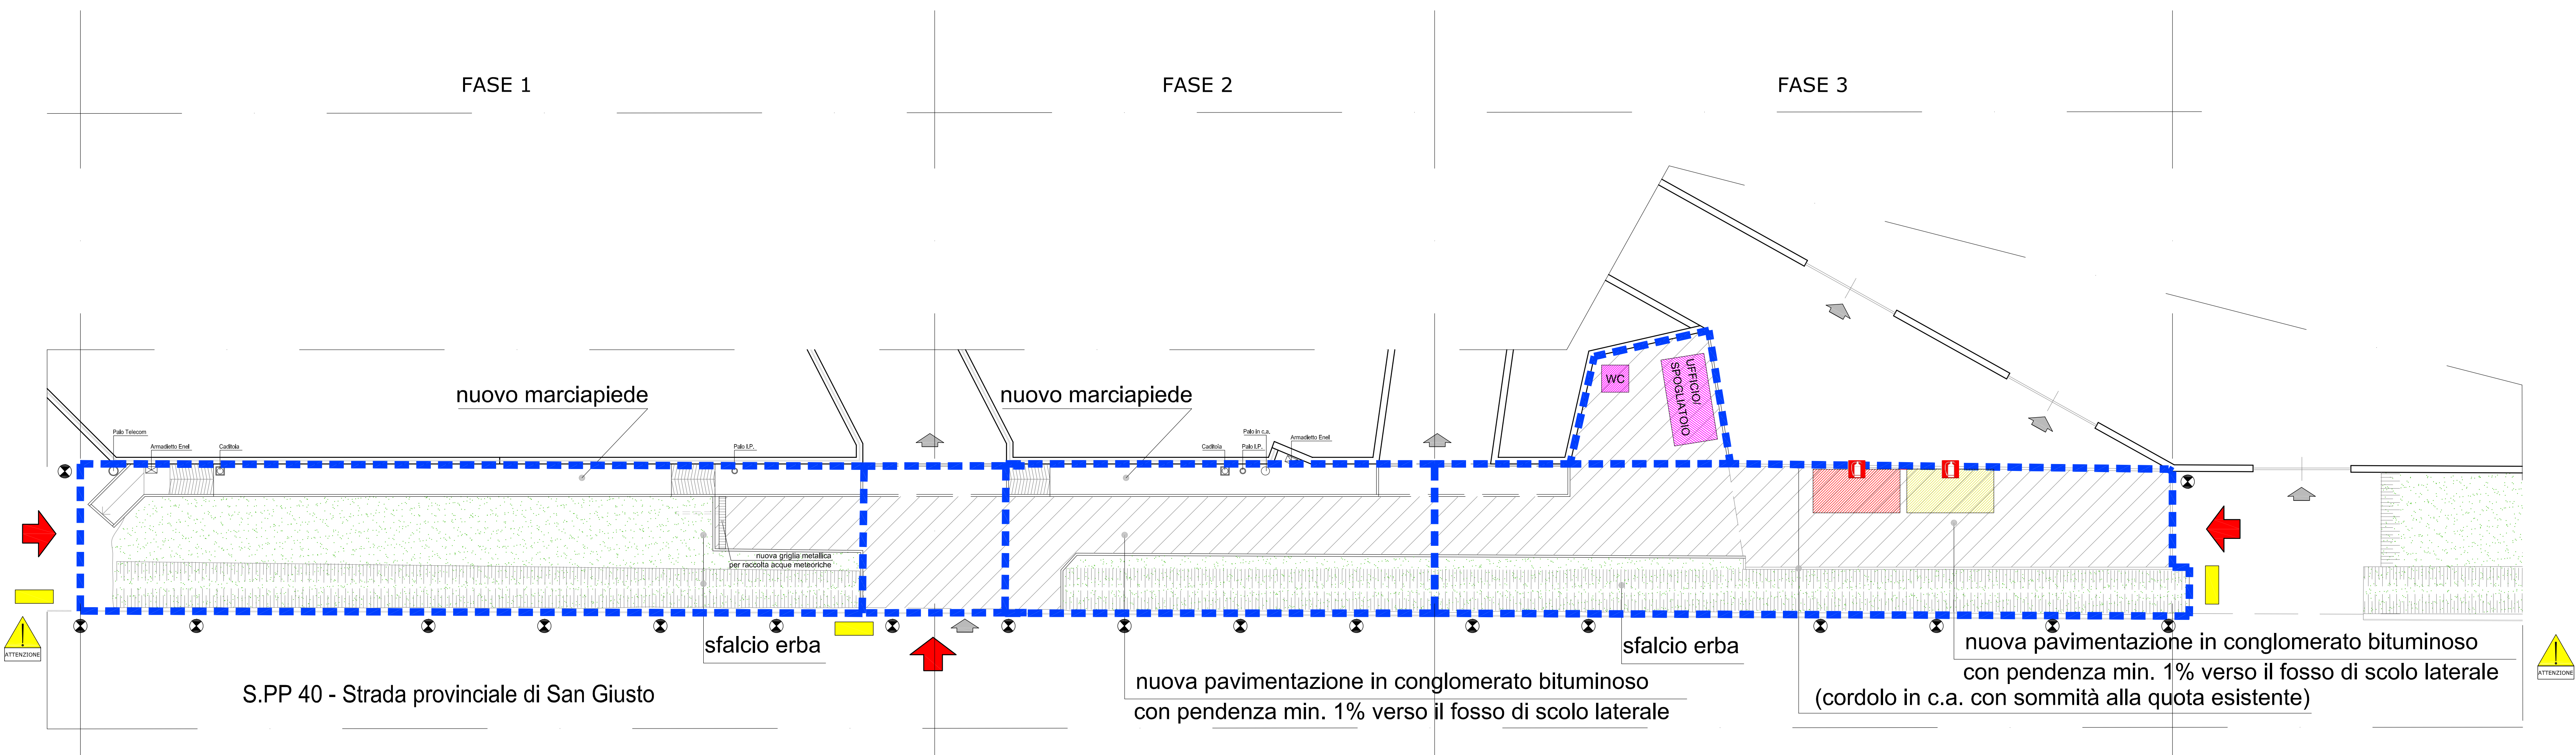 FASE 1
FASE 2
FASE 3
nuovo marciapiede
nuovo marciapiede
WC
UFFICIO/
SPOGLIATOIO
Palo Telecom
Armadietto Enel
Caditoia
Palo I.P.
Caditoia
Palo in c.a.
Palo I.P.
Armadietto Enel
nuova griglia metallica
per raccolta acque meteoriche
ATTENZIONE
sfalcio erba
sfalcio erba
S.PP 40 - Strada provinciale di San Giusto
nuova pavimentazione in conglomerato bituminoso
con pendenza min. 1% verso il fosso di scolo laterale
nuova pavimentazione in conglomerato bituminoso
con pendenza min. 1% verso il fosso di scolo laterale
(cordolo in c.a. con sommità alla quota esistente)
ATTENZIONE